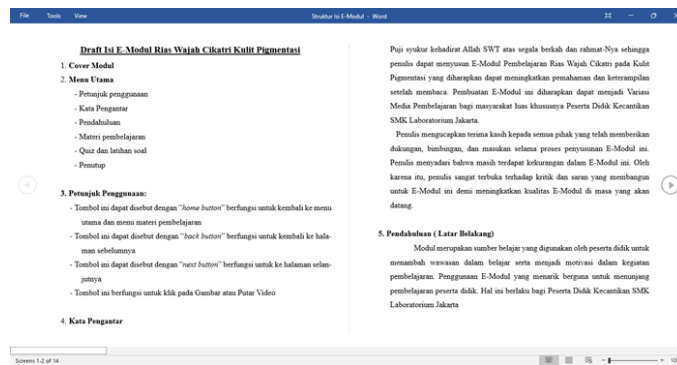 File Tools View
Struktur Isi E-Modul - Word
Draft Isi E-Modul Rias Wajah Cikatri Kulit Pigmentasi
1. Cover Modul
2. Menu Utama
- Petunjuk penggunaan
- Kata Pengantar
- Pendahuluan
- Materi pembelajaran
- Quiz dan latihan soal
- Penutup
3. Petunjuk Penggunaan:
- Tombol ini dapat disebut dengan "home button" berfungsi untuk kembali ke menu
utama dan menu materi pembelajaran
- Tombol ini dapat disebut dengan "back button" berfungsi untuk kembali ke hala-
man sebelumnya
- Tombol ini dapat disebut dengan "next button" berfungsi untuk ke halaman selan-
jutnya
- Tombol ini berfungsi untuk klik pada Gambar atau Putar Video
4. Kata Pengantar
Puji syukur kehadirat Allah SWT atas segala berkah dan rahmat-Nya sehingga
penulis dapat menyusun E-Modul Pembelajaran Rias Wajah Cikatri pada Kulit
Pigmentasi yang diharapkan dapat meningkatkan pemahaman dan keterampilan
setelah membaca. Pembuatan E-Modul ini diharapkan dapat menjadi Variasi
Media Pembelajaran bagi masyarakat luas khususnya Peserta Didik Kecantikan
SMK Laboratorium Jakarta.
Penulis mengucapkan terima kasih kepada semua pihak yang telah memberikan
dukungan, bimbingan, dan masukan selama proses penyusunan E-Modul ini.
Penulis menyadari bahwa masih terdapat kekurangan dalam E-Modul ini. Oleh
karena itu, penulis sangat terbuka terhadap kritik dan saran yang membangun
untuk E-Modul ini demi meningkatkan kualitas E-Modul di masa yang akan
datang.
5. Pendahuluan ( Latar Belakang)
Modul merupakan sumber belajar yang digunakan oleh peserta didik untuk
menambah wawasan dalam belajar serta menjadi motivasi dalam kegiatan
pembelajaran. Penggunaan E-Modul yang menarik berguna untuk menunjang
pembelajaran peserta didik. Hal ini berlaku bagi Peserta Didik Kecantikan SMK
Laboratorium Jakarta
Screens 1-2 of 14